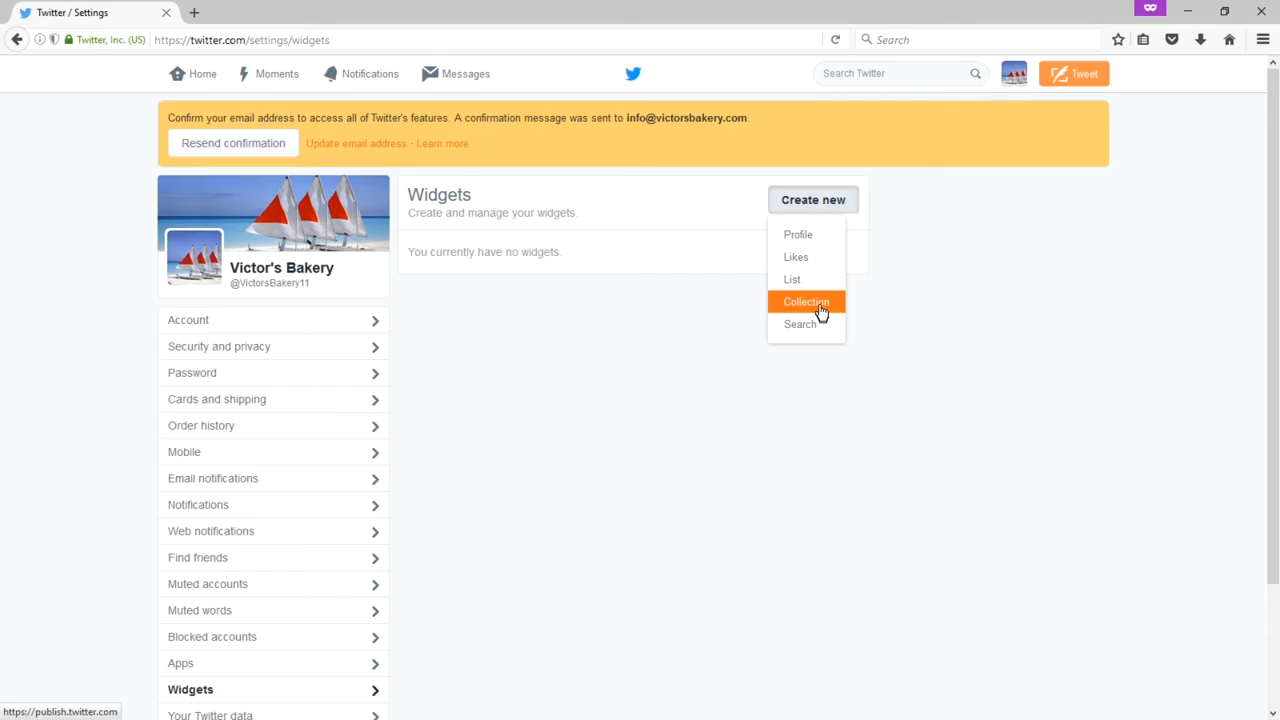 Twitter / Settings
Twitter, Inc. (US)
https://twitter.com/settings/widgets
Search
Home
Moments
Notifications
Messages
Search Twitter
Tweet
Confirm your email address to access all of Twitter's features. A confirmation message was sent to info@victorsbakery.com.
Resend confirmation
Update email address · Learn more
Victor's Bakery
@VictorsBakery11
Widgets
Create and manage your widgets.
Create new
You currently have no widgets.
Profile
Likes
List
Collection
Search
Account
Security and privacy
Password
Cards and shipping
Order history
Mobile
Email notifications
Notifications
Web notifications
Find friends
Muted accounts
Muted words
Blocked accounts
Apps
Widgets
Your Twitter data
https://publish.twitter.com